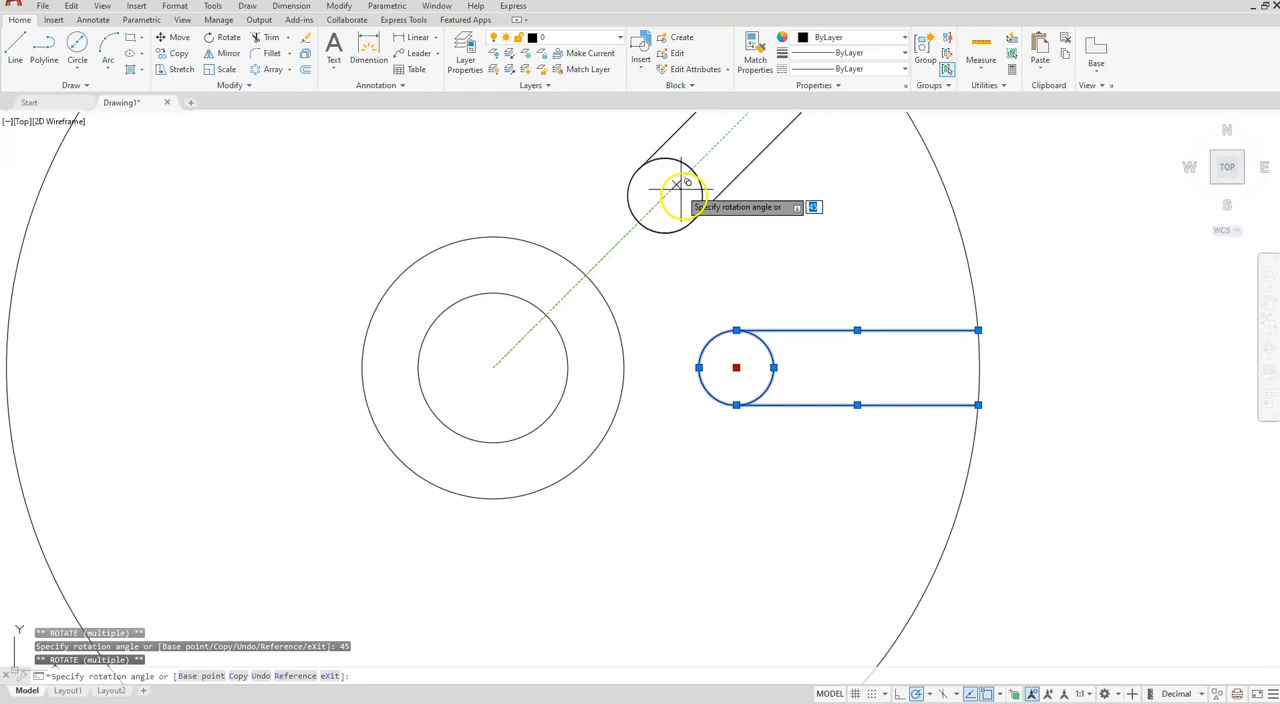 File Edit View Insert Format Tools Draw Dimension Modify Parametric Window Help Express
Home Insert Annotate Parametric View Manage Output Add-ins Collaborate Express Tools Featured Apps
Line Polyline Circle Arc
Move Rotate Trim
Copy Mirror Fillet
Stretch Scale Array
Text Dimension
Linear
Leader
Table
Layer Properties
0
Make Current
Match Layer
Insert
Create
Edit
Edit Attributes
Match Properties
ByLayer
ByLayer
ByLayer
Group
Measure
Paste
Base
Draw Modify Annotation Layers Block Properties Groups Utilities Clipboard View
Start Drawing1*
[−][Top][2D Wireframe]
N
W TOP E
S
WCS
Specify rotation angle or 45
Y
** ROTATE (multiple) **
Specify rotation angle or [Base point/Copy/Undo/Reference/eXit]: 45
** ROTATE (multiple) **
Specify rotation angle or [Base point Copy Undo Reference eXit]:
Model Layout1 Layout2
MODEL 1:1 Decimal